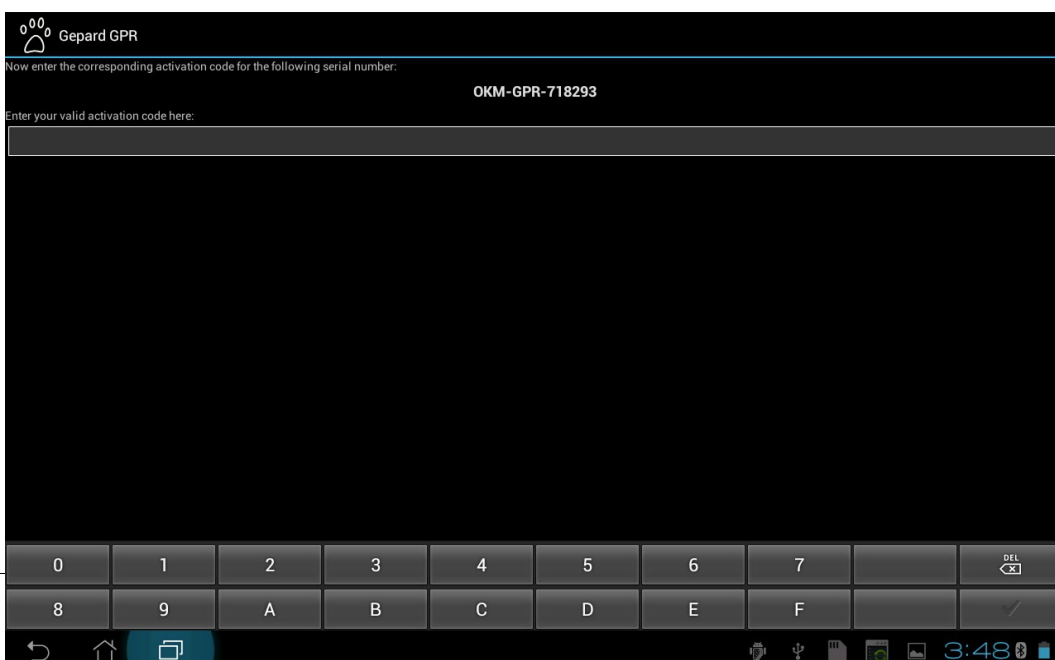 Gepard GPR
Now enter the corresponding activation code for the following serial number:
OKM-GPR-718293
Enter your valid activation code here:
0 1 2 3 4 5 6 7 DEL
8 9 A B C D E F
3:48